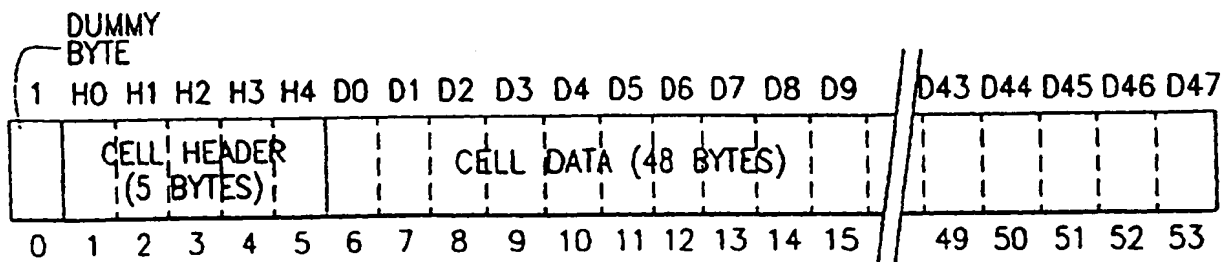 DUMMY
BYTE
1 H0 H1 H2 H3 H4 D0 D1 D2 D3 D4 D5 D6 D7 D8 D9 D43 D44 D45 D46 D47
CELL HEADER
(5 BYTES)
CELL DATA (48 BYTES)
0 1 2 3 4 5 6 7 8 9 10 11 12 13 14 15 49 50 51 52 53